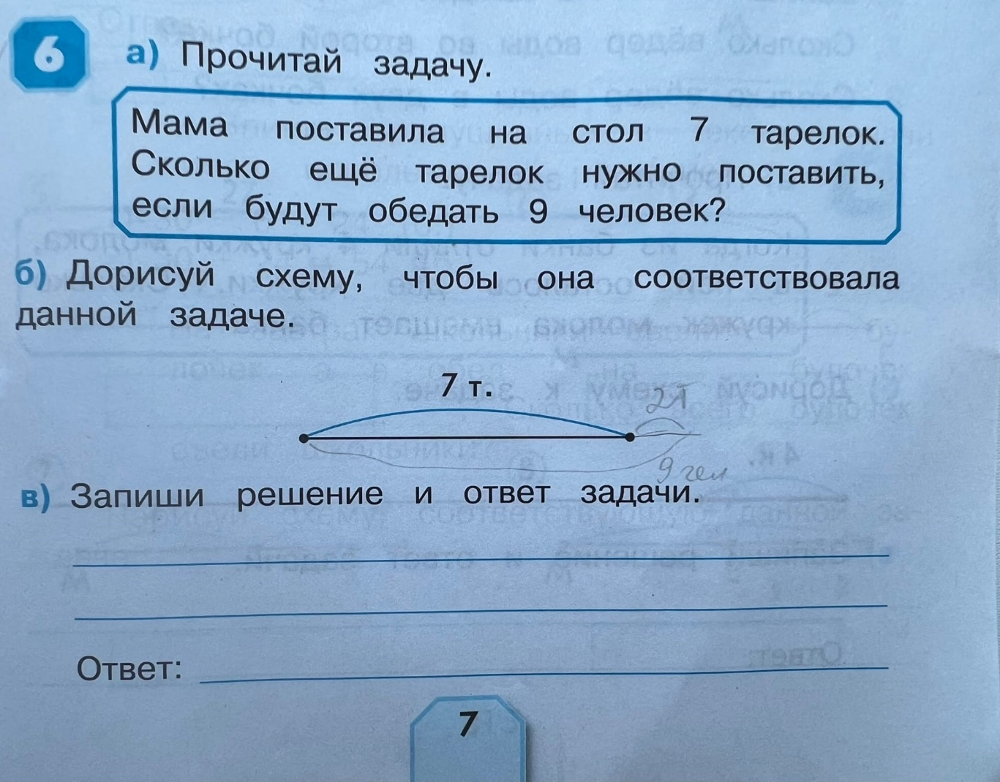 6 а) Прочитай задачу.
Мама поставила на стол 7 тарелок.
Сколько ещё тарелок нужно поставить,
если будут обедать 9 человек?
б) Дорисуй схему, чтобы она соответствовала
данной задаче.
7 т. 2т
9 чел
в) Запиши решение и ответ задачи.
Ответ:
7